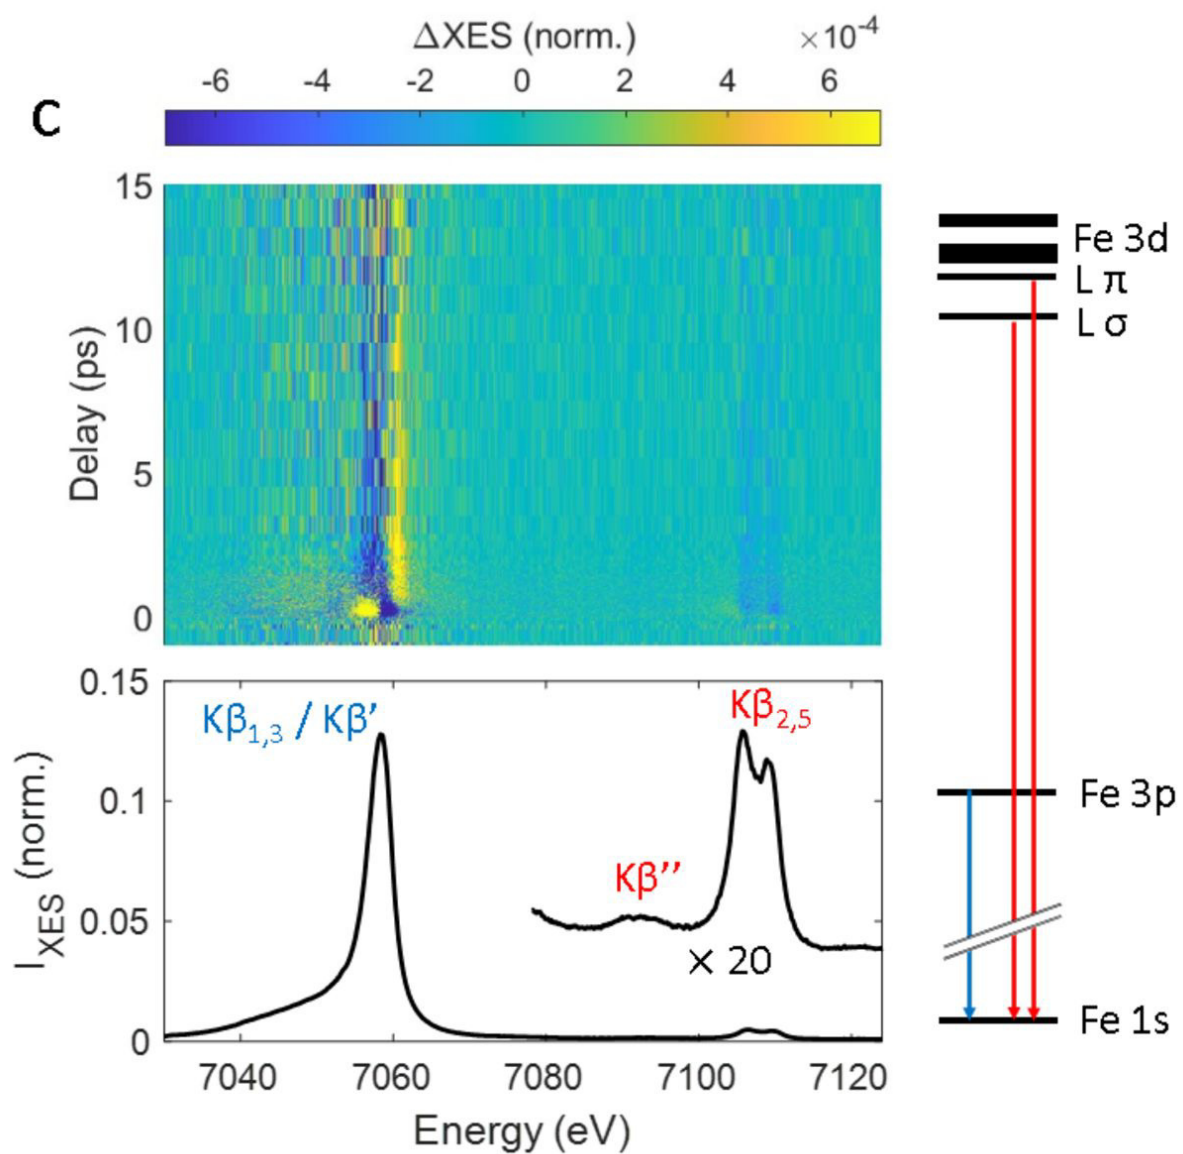 ΔXES (norm.)
×10⁻⁴
-6 -4 -2 0 2 4 6
C
15
10
5
0
Delay (ps)
Fe 3d
L π
L σ
0.15
0.1
0.05
0
I_XES (norm.)
Kβ₁,₃ / Kβ'
Kβ₂,₅
Kβ''
× 20
Fe 3p
Fe 1s
7040 7060 7080 7100 7120
Energy (eV)